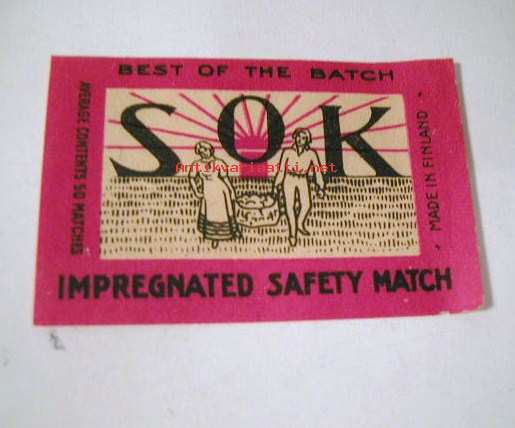 BEST OF THE BATCH
SOK
antikvariaatti.net
AVERAGE CONTENTS 50 MATCHES
MADE IN FINLAND
IMPREGNATED SAFETY MATCH